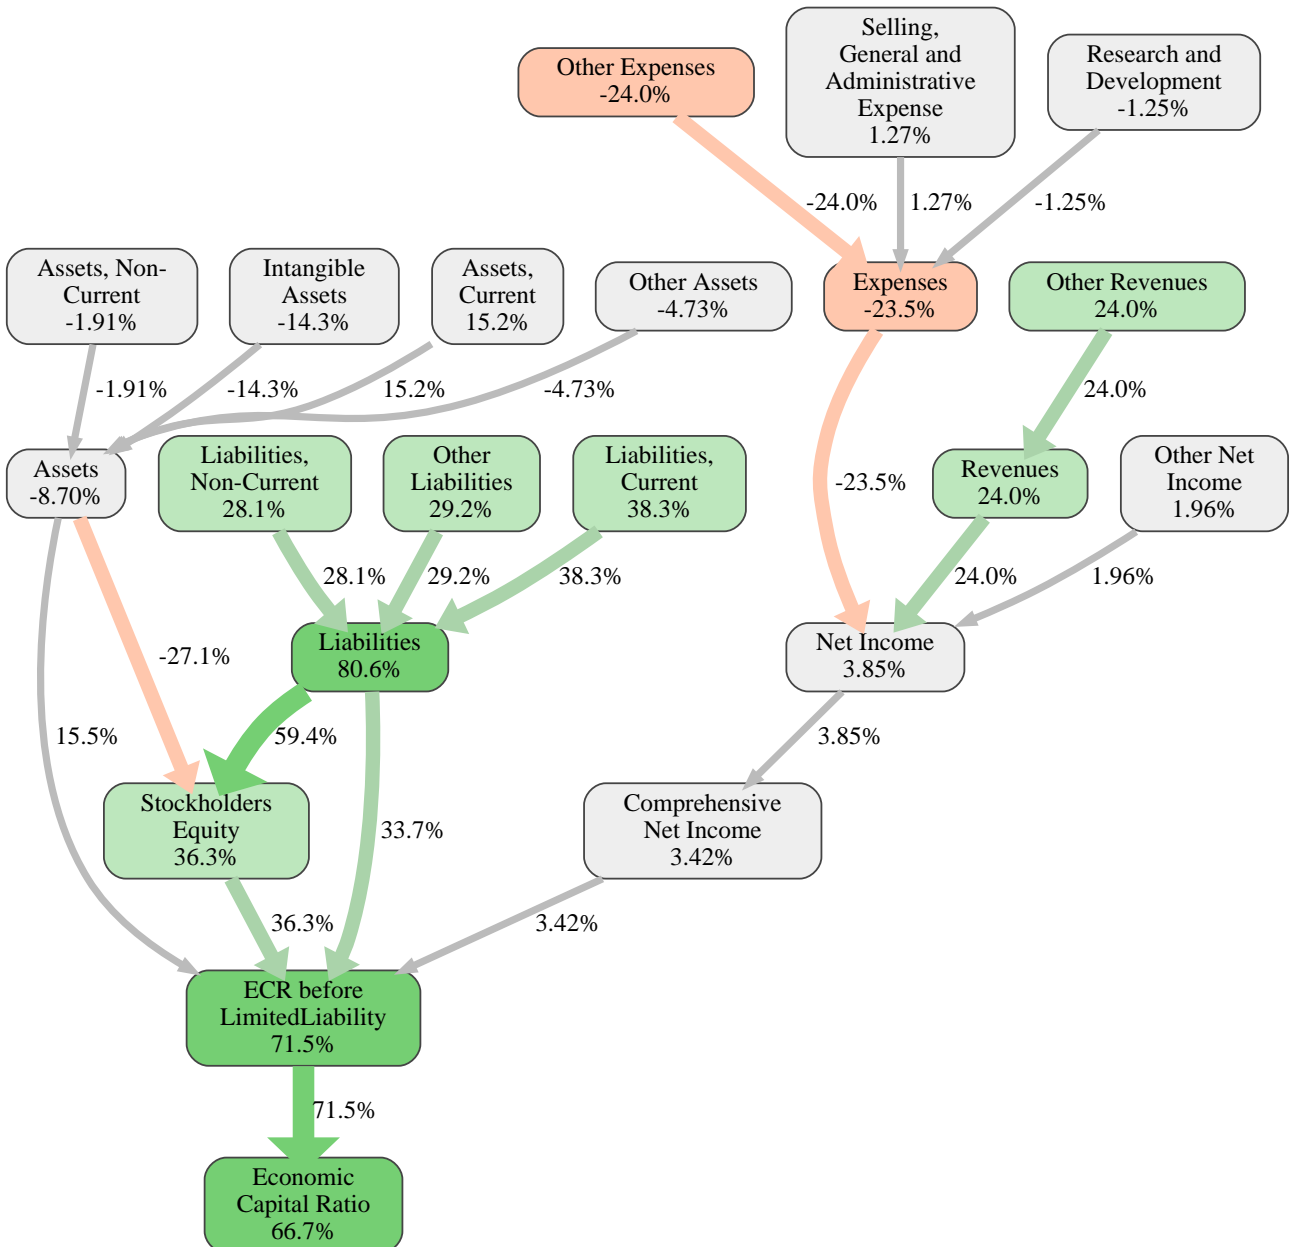 Selling,
General and
Administrative
Expense
1.27%
Other Expenses
-24.0%
Research and
Development
-1.25%
-24.0%
1.27%
-1.25%
Assets, Non-
Current
-1.91%
Intangible
Assets
-14.3%
Assets,
Current
15.2%
Other Assets
-4.73%
Expenses
-23.5%
Other Revenues
24.0%
-1.91%
-14.3%
15.2%
-4.73%
24.0%
Assets
-8.70%
Liabilities,
Non-Current
28.1%
Other
Liabilities
29.2%
Liabilities,
Current
38.3%
-23.5%
Revenues
24.0%
Other Net
Income
1.96%
28.1%
29.2%
38.3%
24.0%
1.96%
-27.1%
Liabilities
80.6%
Net Income
3.85%
15.5%
59.4%
3.85%
Stockholders
Equity
36.3%
33.7%
Comprehensive
Net Income
3.42%
36.3%
3.42%
ECR before
LimitedLiability
71.5%
71.5%
Economic
Capital Ratio
66.7%